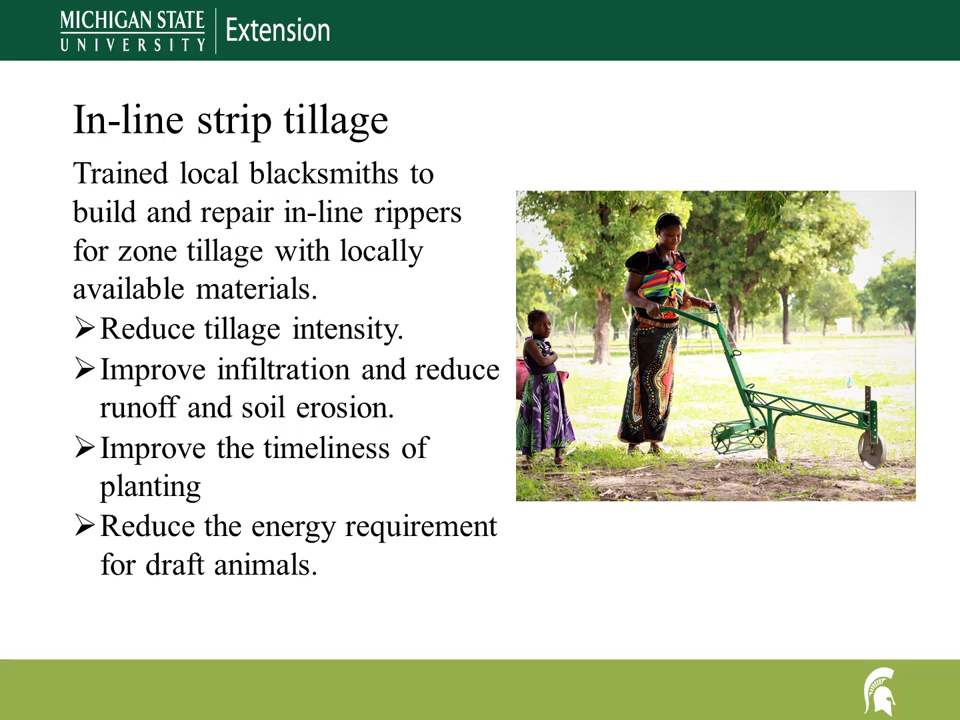 MICHIGAN STATE
UNIVERSITY
Extension
In-line strip tillage
Trained local blacksmiths to
build and repair in-line rippers
for zone tillage with locally
available materials.
➢Reduce tillage intensity.
➢Improve infiltration and reduce
runoff and soil erosion.
➢Improve the timeliness of
planting
➢Reduce the energy requirement
for draft animals.